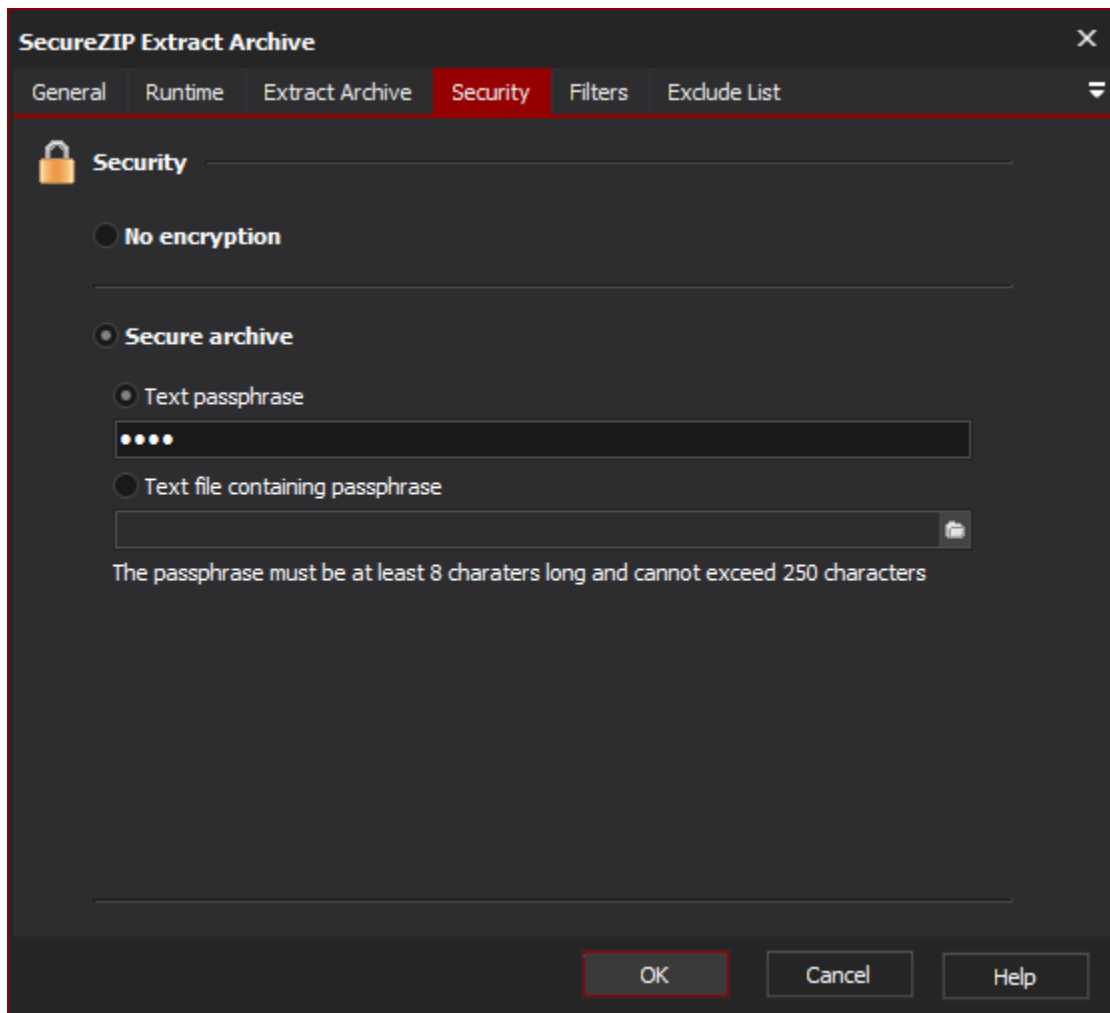 SecureZIP Extract Archive
General Runtime Extract Archive Security Filters Exclude List
Security
No encryption
Secure archive
Text passphrase
••••
Text file containing passphrase
The passphrase must be at least 8 charaters long and cannot exceed 250 characters
OK Cancel Help